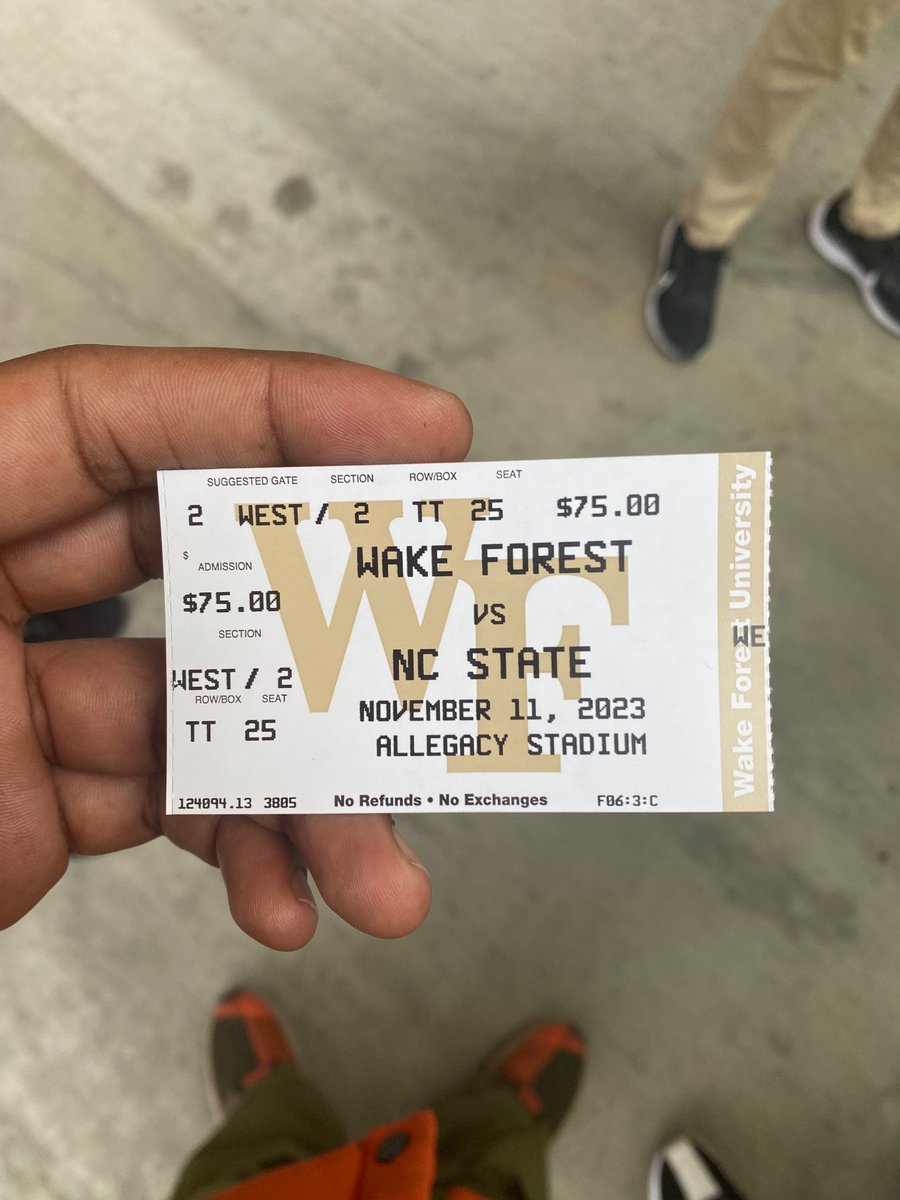 SUGGESTED GATE SECTION ROW/BOX SEAT
2 WEST / 2 TT 25 $75.00
$
ADMISSION
$75.00
SECTION
WEST / 2
ROW/BOX SEAT
TT 25
WF
WAKE FOREST
VS
NC STATE
NOVEMBER 11, 2023
ALLEGACY STADIUM
124094.13 3805 No Refunds • No Exchanges F06:3:C
Wake Forest University
WE